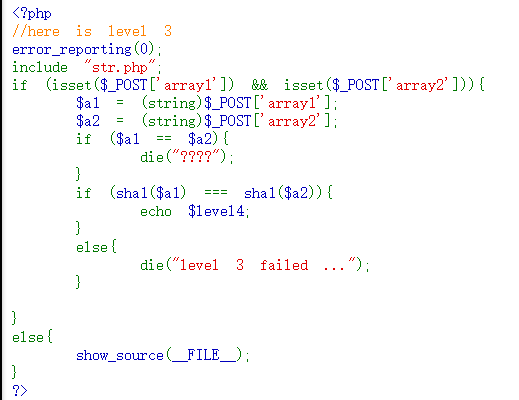 <?php
//here is level 3
error_reporting(0);
include "str.php";
if (isset($_POST['array1']) && isset($_POST['array2'])){
        $a1 = (string)$_POST['array1'];
        $a2 = (string)$_POST['array2'];
        if ($a1 == $a2){
                die("????");
        }
        if (sha1($a1) === sha1($a2)){
                echo $level4;
        }
        else{
                die("level 3 failed ...");
        }

}
else{
        show_source(__FILE__);
}
?>